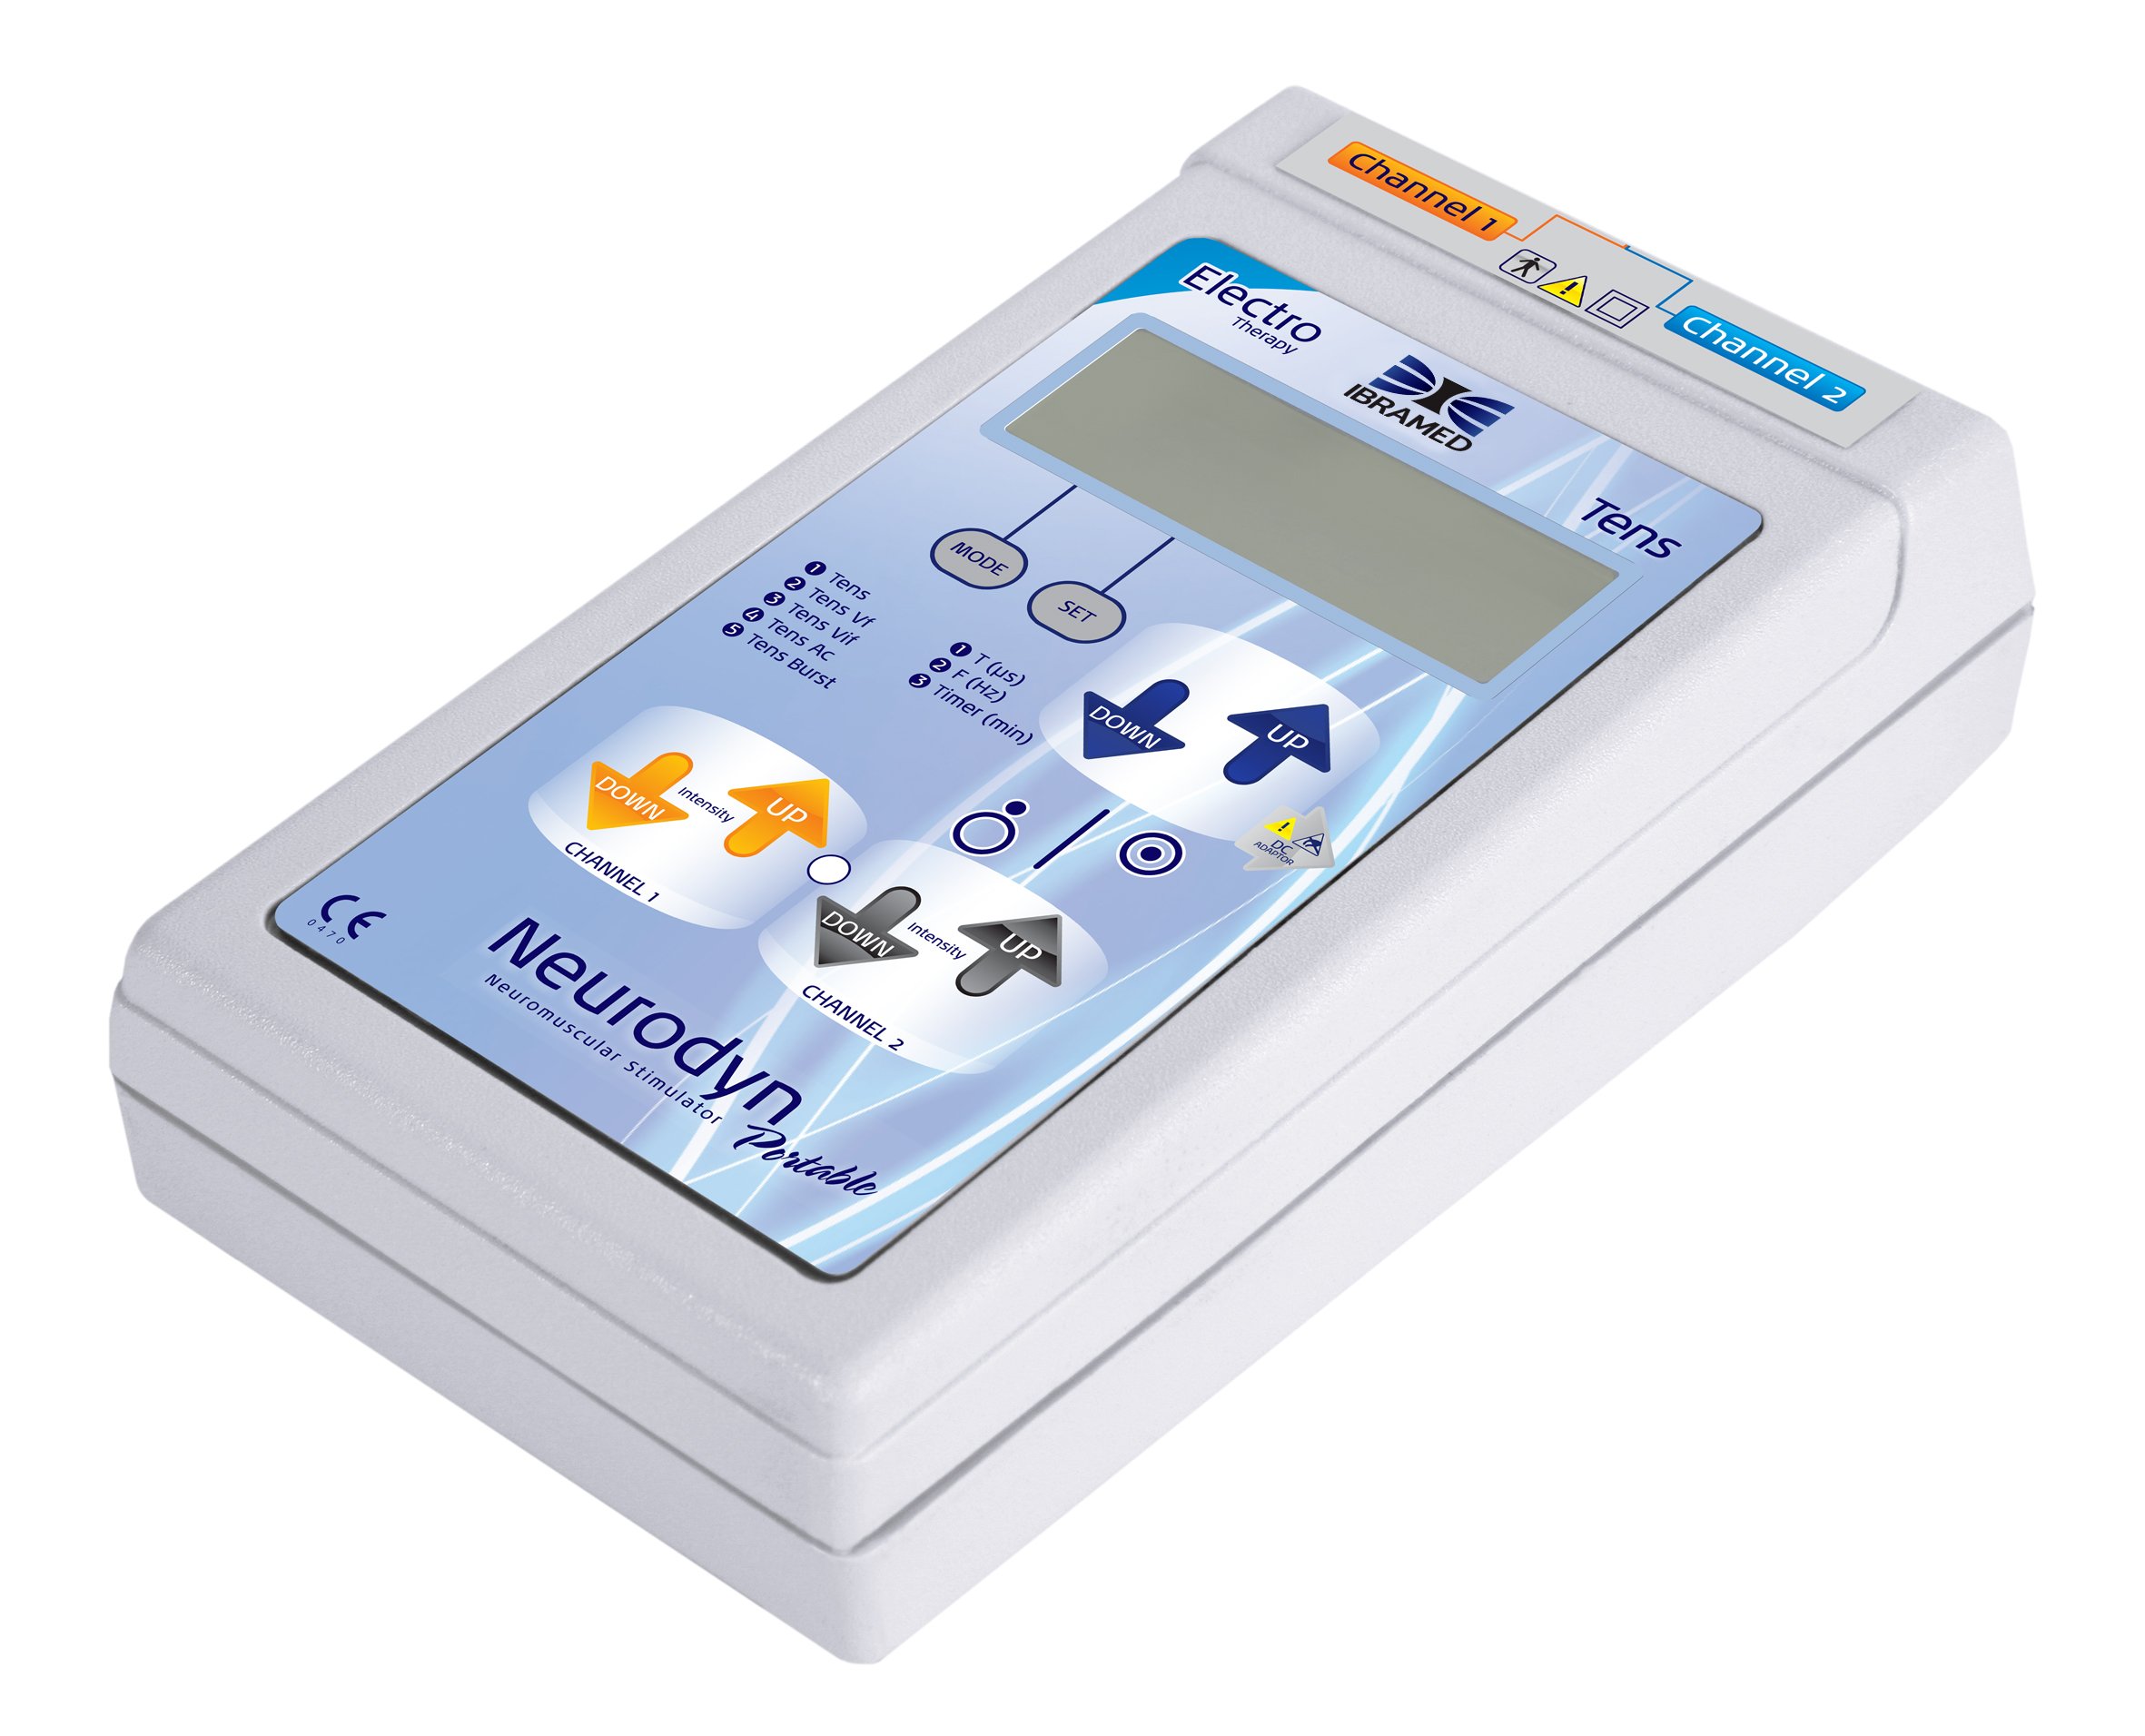 Channel 1
Channel 2
Electro
Therapy
IBRAMED
Tens
MODE
SET
1 Tens
2 Tens Vf
3 Tens Vif
4 Tens Ac
5 Tens Burst
1 T (µs)
2 F (Hz)
3 Timer (min)
DOWN
UP
DOWN
Intensity
UP
CHANNEL 1
DC
ADAPTOR
DOWN
Intensity
UP
CHANNEL 2
CE
0470
Neurodyn
Neuromuscular Stimulator
Portable